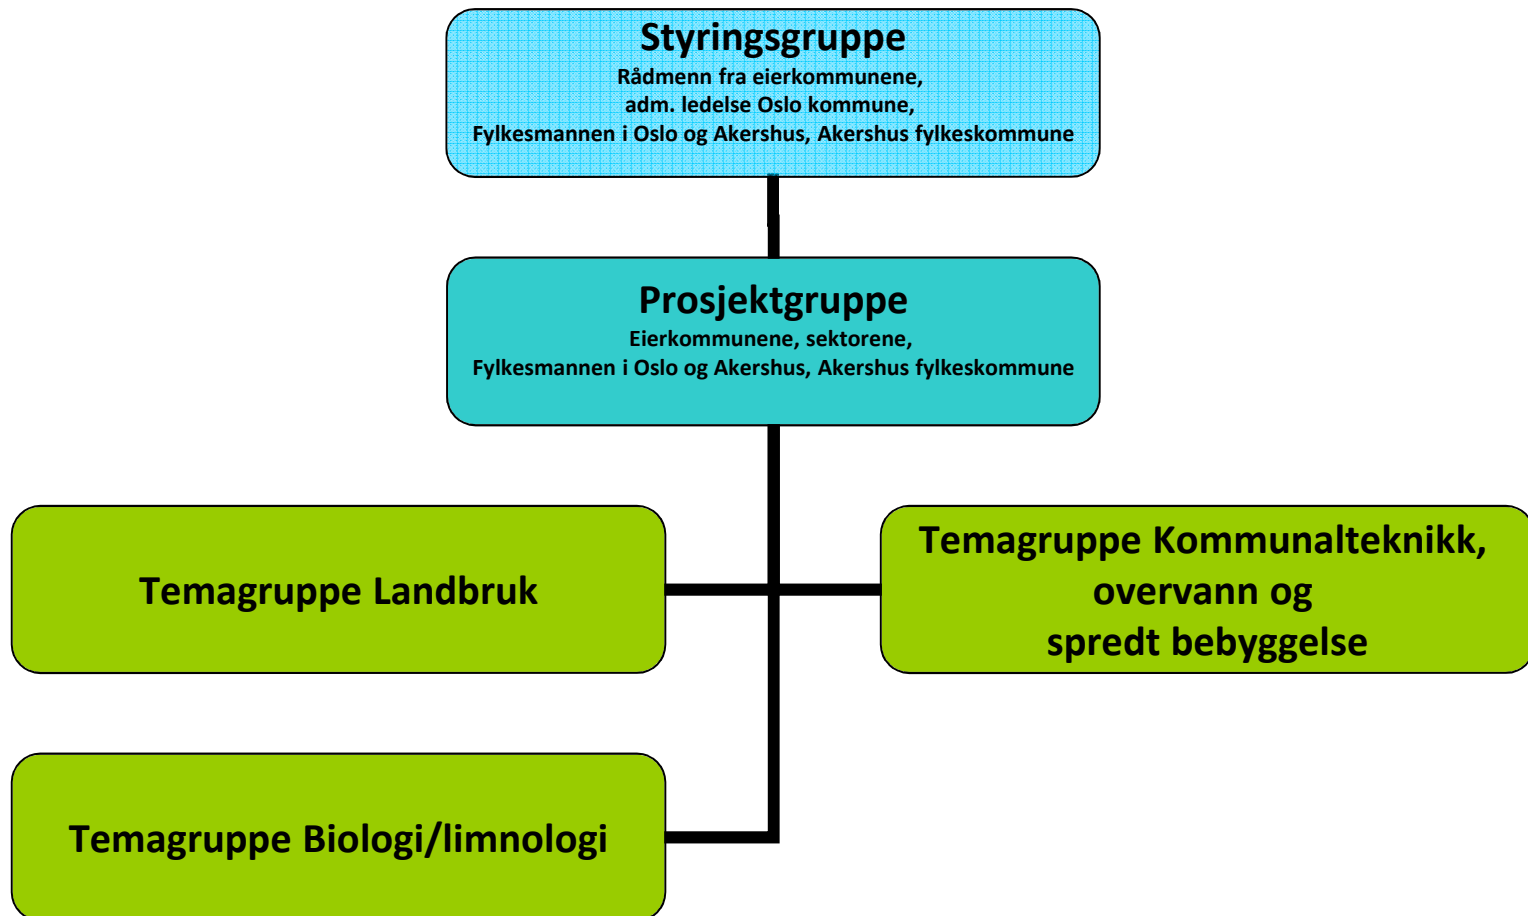 Styringsgruppe
Rådmenn fra eierkommunene,
adm. ledelse Oslo kommune,
Fylkesmannen i Oslo og Akershus, Akershus fylkeskommune
Prosjektgruppe
Eierkommunene, sektorene,
Fylkesmannen i Oslo og Akershus, Akershus fylkeskommune
Temagruppe Landbruk
Temagruppe Kommunalteknikk,
overvann og
spredt bebyggelse
Temagruppe Biologi/limnologi